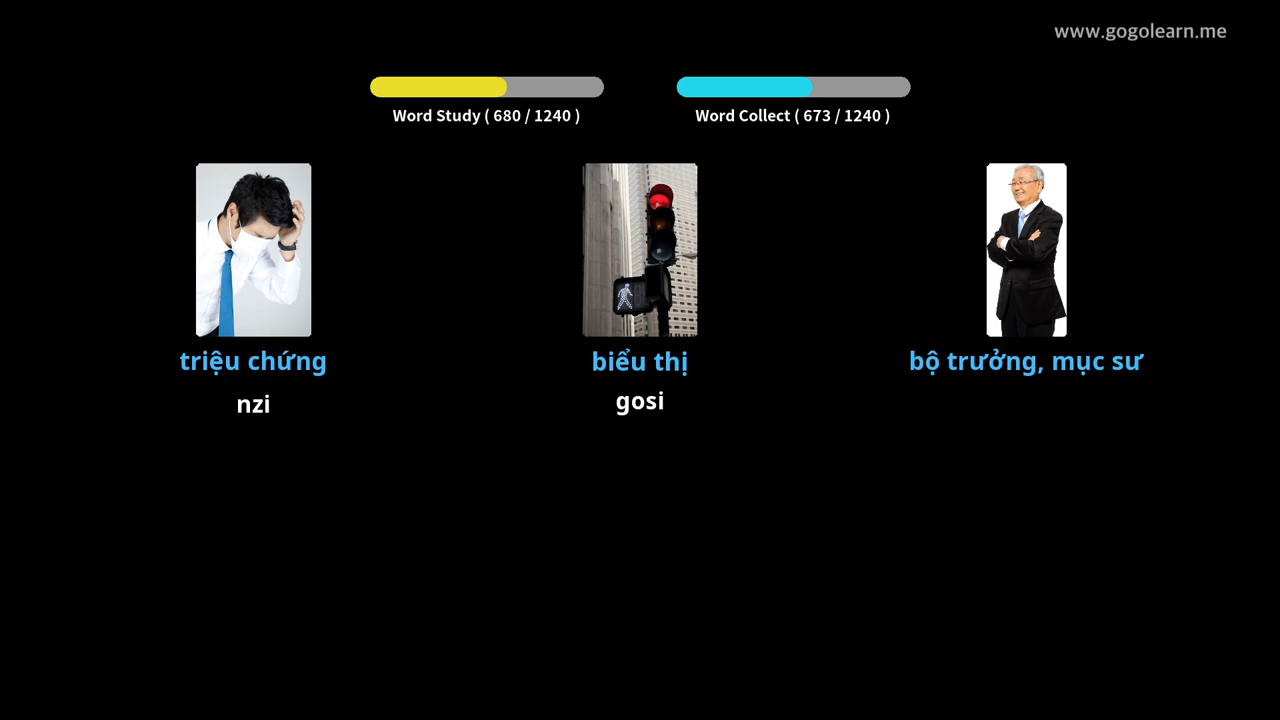 www.gogolearn.me
Word Study ( 680 / 1240 )
Word Collect ( 673 / 1240 )
triệu chứng
biểu thị
bộ trưởng, mục sư
nzi
gosi